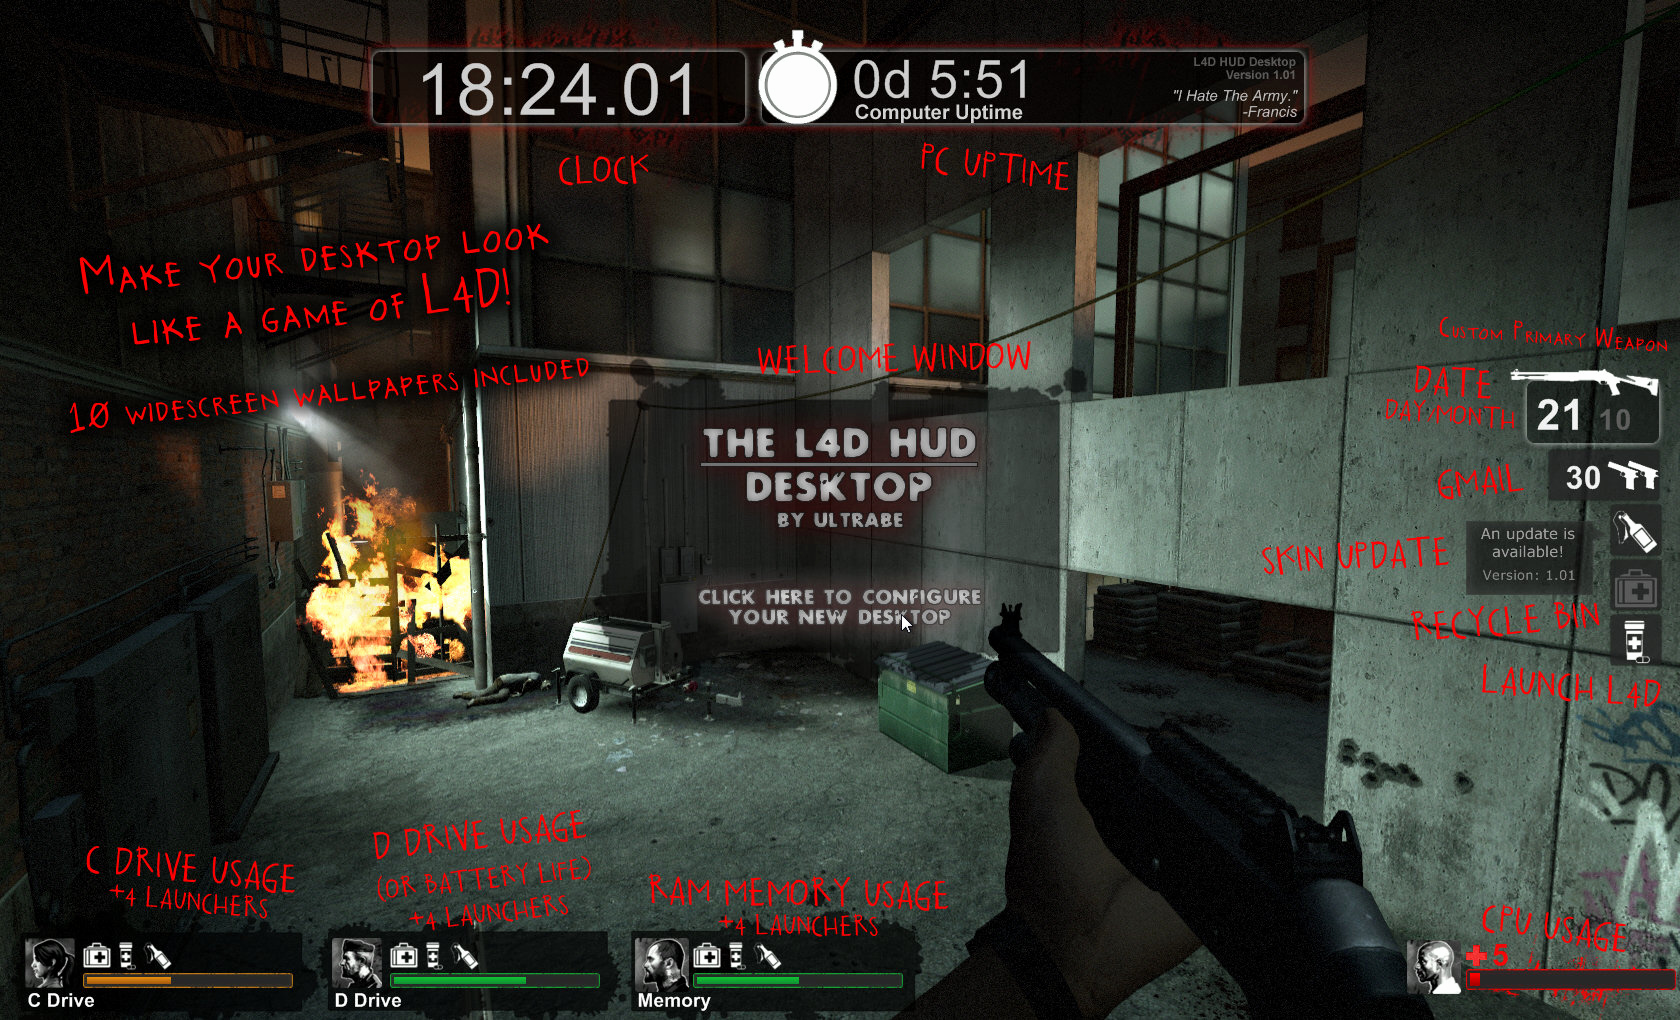 18:24.01
0d 5:51
Computer Uptime
L4D HUD Desktop
Version 1.01
"I Hate The Army."
-Francis
CLOCK
PC UPTIME
MAKE YOUR DESKTOP LOOK
LIKE A GAME OF L4D!
10 WIDESCREEN WALLPAPERS INCLUDED
WELCOME WINDOW
THE L4D HUD
DESKTOP
BY ULTRABE
CLICK HERE TO CONFIGURE
YOUR NEW DESKTOP
CUSTOM PRIMARY WEAPON
DATE
DAY/MONTH
21 10
GMAIL
30
SKIN UPDATE
An update is
available!
Version: 1.01
RECYCLE BIN
LAUNCH L4D
C DRIVE USAGE
+4 LAUNCHERS
D DRIVE USAGE
(OR BATTERY LIFE)
+4 LAUNCHERS
RAM MEMORY USAGE
+4 LAUNCHERS
CPU USAGE
+5
C Drive
D Drive
Memory